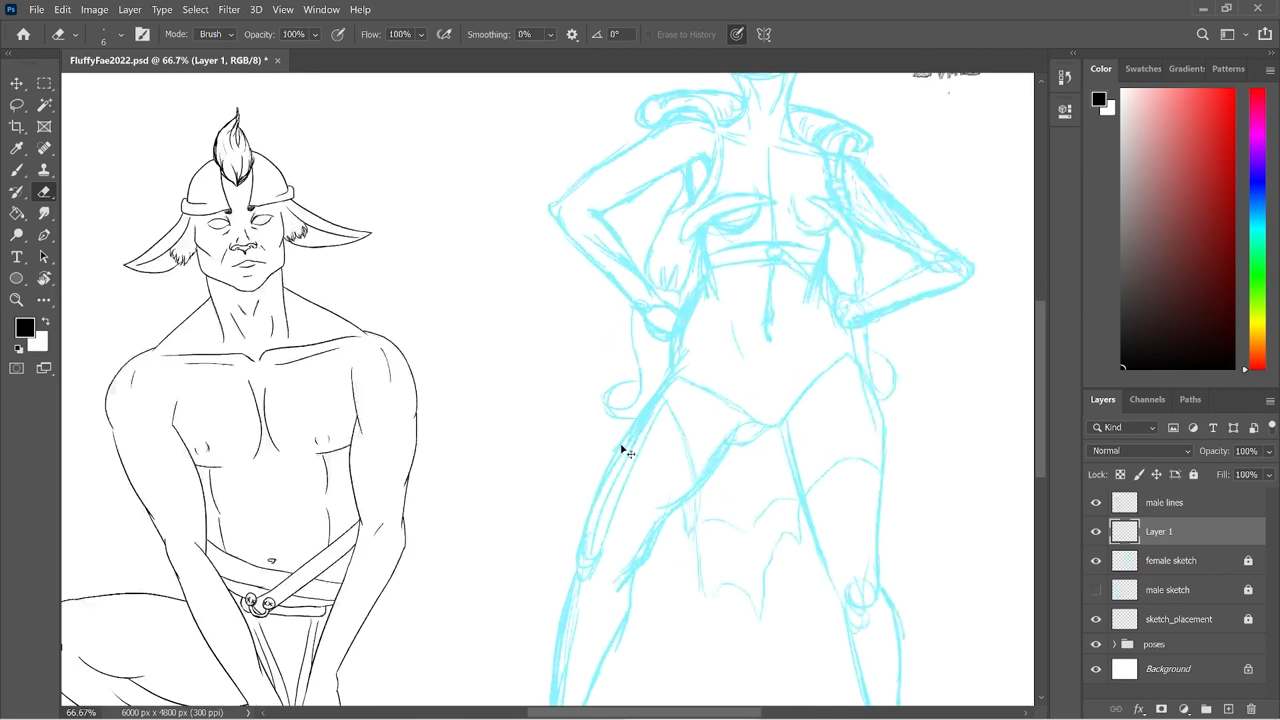 Ps File Edit Image Layer Type Select Filter 3D View Window Help
6 Mode: Brush Opacity: 100% Flow: 100% Smoothing: 0% 0° Erase to History
FluffyFae2022.psd @ 66.7% (Layer 1, RGB/8) * ×
Color Swatches Gradients Patterns
Layers Channels Paths
Kind
Normal Opacity: 100%
Lock: Fill: 100%
male lines
Layer 1
female sketch
male sketch
sketch_placement
poses
Background
66.67% 6000 px x 4800 px (300 ppi)